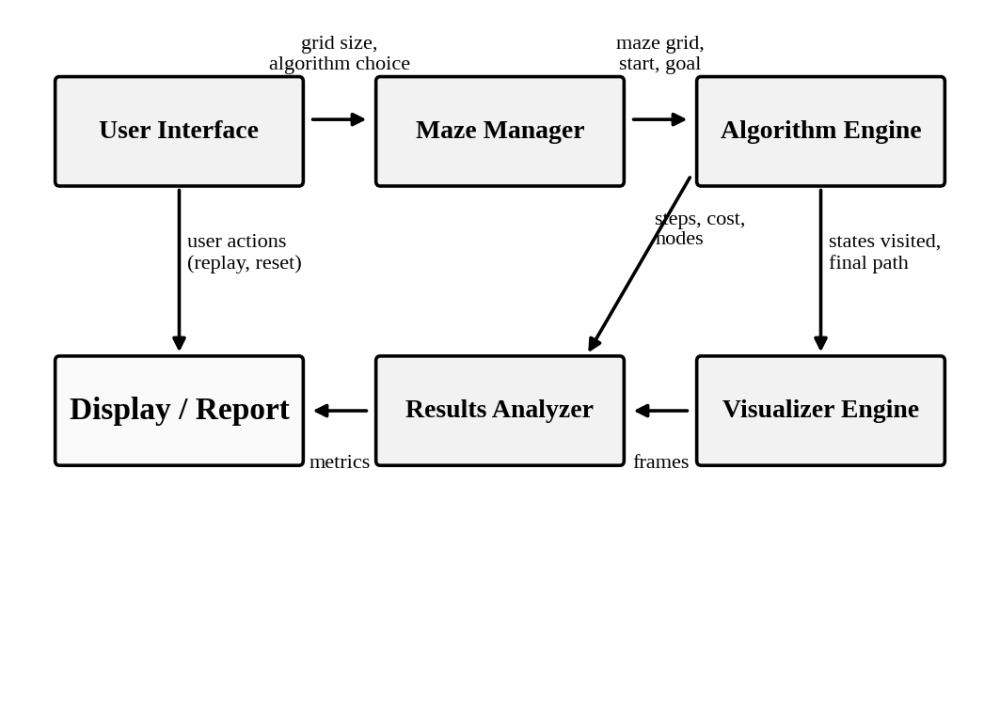 grid size,
algorithm choice
maze grid,
start, goal
User Interface
Maze Manager
Algorithm Engine
steps, cost,
nodes
user actions
(replay, reset)
states visited,
final path
Display / Report
Results Analyzer
Visualizer Engine
metrics
frames